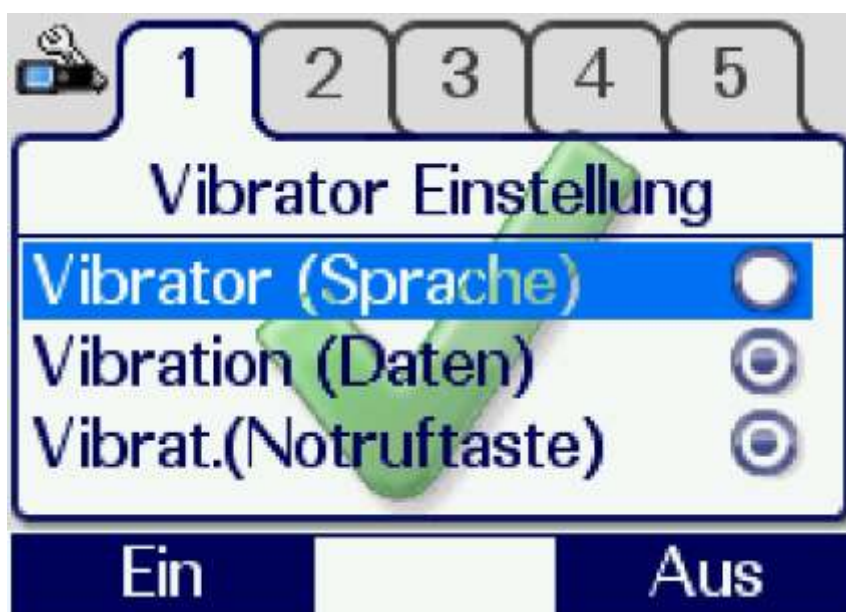 1 2 3 4 5
Vibrator Einstellung
Vibrator (Sprache)
Vibration (Daten)
Vibrat.(Notruftaste)
Ein Aus